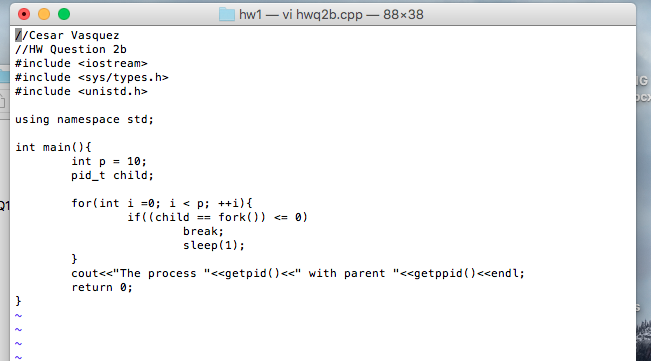 hw1 — vi hwq2b.cpp — 88×38
//Cesar Vasquez
//HW Question 2b
#include <iostream>
#include <sys/types.h>
#include <unistd.h>
using namespace std;
int main(){
int p = 10;
pid_t child;
for(int i =0; i < p; ++i){
if((child == fork()) <= 0)
break;
sleep(1);
}
cout<<"The process "<<getpid()<<" with parent "<<getppid()<<endl;
return 0;
}
~
~
~
~